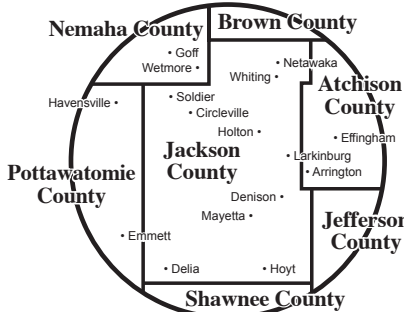 Brown County
Nemaha County
Goff
Wetmore
Netawaka
Whiting
Atchison
County
Havensville
Soldier
Circleville
Holton
Effingham
Jackson
County
Larkinburg
Arrington
Pottawatomie
County
Denison
Mayetta
Jefferson
County
Emmett
Delia
Hoyt
Shawnee County